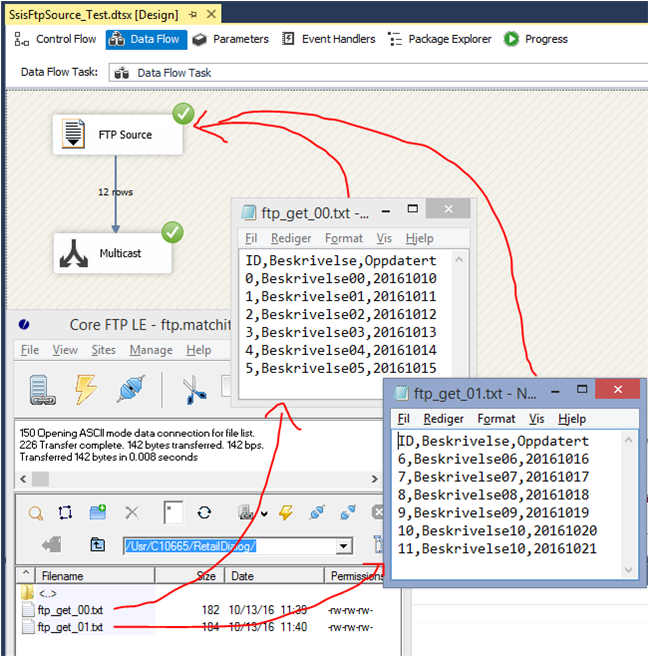 SsisFtpSource_Test.dtsx [Design]
Control Flow Data Flow Parameters Event Handlers Package Explorer Progress
Data Flow Task: Data Flow Task
FTP Source
12 rows
Multicast
ftp_get_00.txt - ...
Fil Rediger Format Vis Hjelp
ID,Beskrivelse,Oppdatert
0,Beskrivelse00,20161010
1,Beskrivelse01,20161011
2,Beskrivelse02,20161012
3,Beskrivelse03,20161013
4,Beskrivelse04,20161014
5,Beskrivelse05,20161015
ftp_get_01.txt - N...
Fil Rediger Format Vis Hjelp
ID,Beskrivelse,Oppdatert
6,Beskrivelse06,20161016
7,Beskrivelse07,20161017
8,Beskrivelse08,20161018
9,Beskrivelse09,20161019
10,Beskrivelse10,20161020
11,Beskrivelse10,20161021
Core FTP LE - ftp.matchit
File View Sites Manage Help
150 Opening ASCII mode data connection for file list.
226 Transfer complete. 142 bytes transferred. 142 bps.
Transferred 142 bytes in 0.008 seconds
/Usr/C10665/RetailDialog/
Filename Size Date Permissions
<..>
ftp_get_00.txt 182 10/13/16 11:39 -rw-rw-rw-
ftp_get_01.txt 184 10/13/16 11:40 -rw-rw-rw-